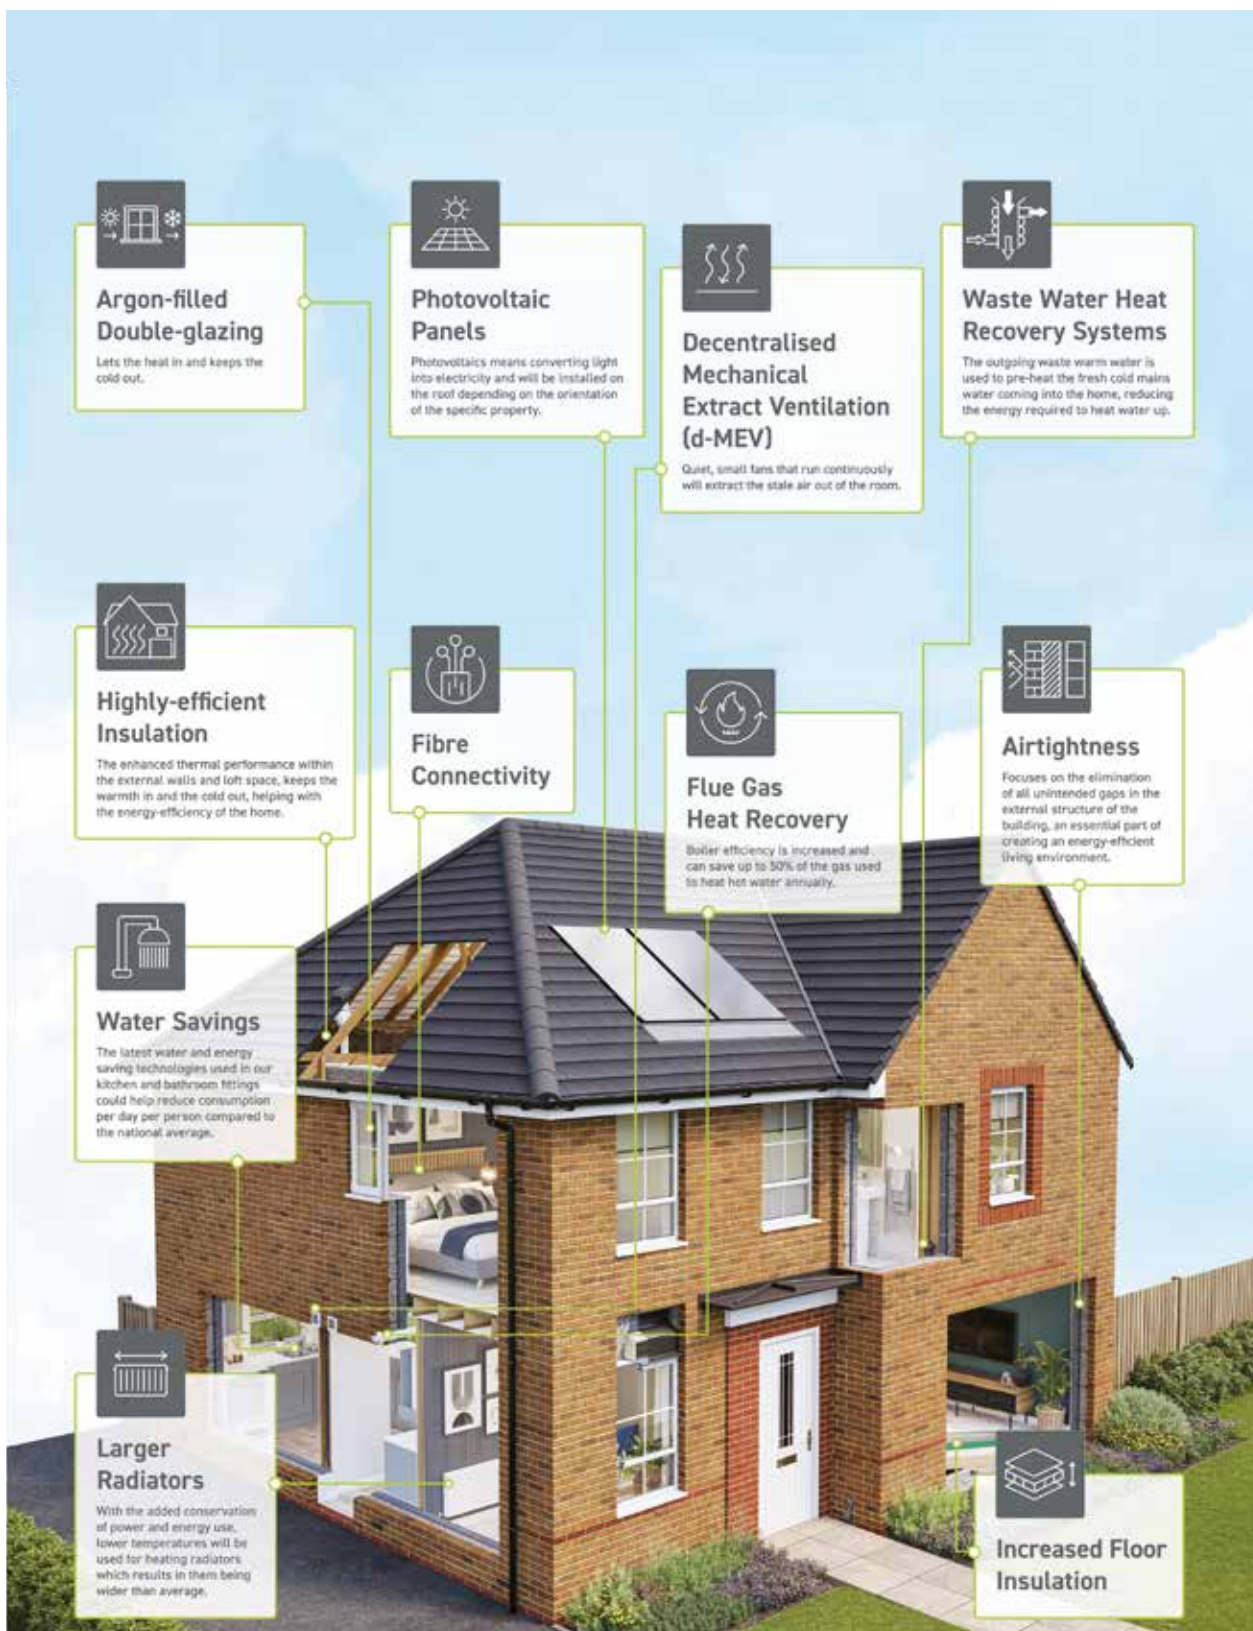 Argon-filled
Double-glazing
Lets the heat in and keeps the
cold out.
Photovoltaic
Panels
Photovoltaics means converting light
into electricity and will be installed on
the roof depending on the orientation
of the specific property.
Decentralised
Mechanical
Extract Ventilation
(d-MEV)
Quiet, small fans that run continuously
will extract the stale air out of the room.
Waste Water Heat
Recovery Systems
The outgoing waste warm water is
used to pre-heat the fresh cold mains
water coming into the home, reducing
the energy required to heat water up.
Highly-efficient
Insulation
The enhanced thermal performance within
the external walls and loft space, keeps the
warmth in and the cold out, helping with
the energy-efficiency of the home.
Fibre
Connectivity
Flue Gas
Heat Recovery
Boiler efficiency is increased and
can save up to 50% of the gas used
to heat hot water annually.
Airtightness
Focuses on the elimination
of all unintended gaps in the
external structure of the
building, an essential part of
creating an energy-efficient
living environment.
Water Savings
The latest water and energy
saving technologies used in our
kitchen and bathroom fittings
could help reduce consumption
per day per person compared to
the national average.
Larger
Radiators
With the added conservation
of power and energy use,
lower temperatures will be
used for heating radiators
which results in them being
wider than average.
Increased Floor
Insulation